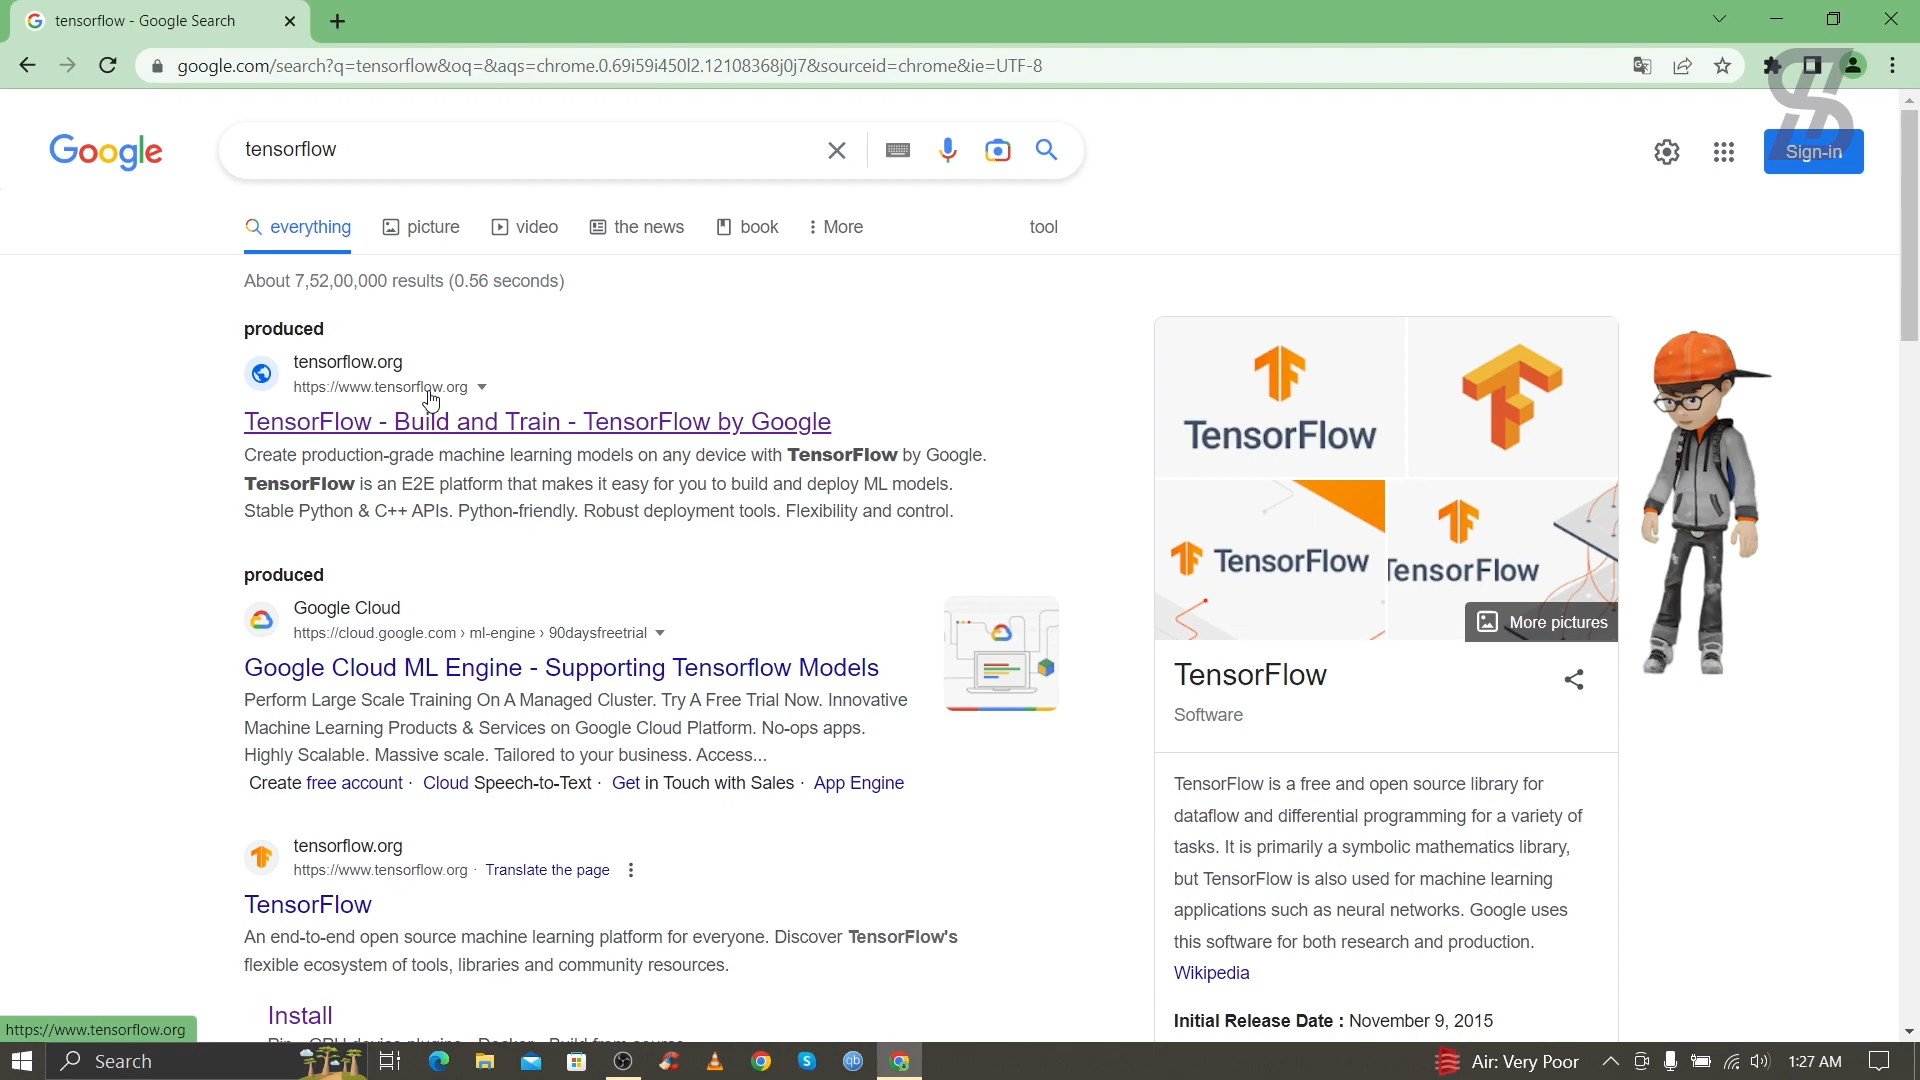 tensorflow - Google Search
google.com/search?q=tensorflow&oq=&aqs=chrome.0.69i59i450l2.12108368j0j7&sourceid=chrome&ie=UTF-8
Google
tensorflow
Sign-in
everything picture video the news book More tool
About 7,52,00,000 results (0.56 seconds)
produced
tensorflow.org
https://www.tensorflow.org
TensorFlow - Build and Train - TensorFlow by Google
Create production-grade machine learning models on any device with TensorFlow by Google.
TensorFlow is an E2E platform that makes it easy for you to build and deploy ML models.
Stable Python & C++ APIs. Python-friendly. Robust deployment tools. Flexibility and control.
produced
Google Cloud
https://cloud.google.com › ml-engine › 90daysfreetrial
Google Cloud ML Engine - Supporting Tensorflow Models
Perform Large Scale Training On A Managed Cluster. Try A Free Trial Now. Innovative
Machine Learning Products & Services on Google Cloud Platform. No-ops apps.
Highly Scalable. Massive scale. Tailored to your business. Access...
Create free account · Cloud Speech-to-Text · Get in Touch with Sales · App Engine
tensorflow.org
https://www.tensorflow.org · Translate the page
TensorFlow
An end-to-end open source machine learning platform for everyone. Discover TensorFlow's
flexible ecosystem of tools, libraries and community resources.
Install
TensorFlow
TensorFlow
TensorFlow
More pictures
TensorFlow
Software
TensorFlow is a free and open source library for
dataflow and differential programming for a variety of
tasks. It is primarily a symbolic mathematics library,
but TensorFlow is also used for machine learning
applications such as neural networks. Google uses
this software for both research and production.
Wikipedia
Initial Release Date : November 9, 2015
https://www.tensorflow.org
Search
Air: Very Poor
1:27 AM